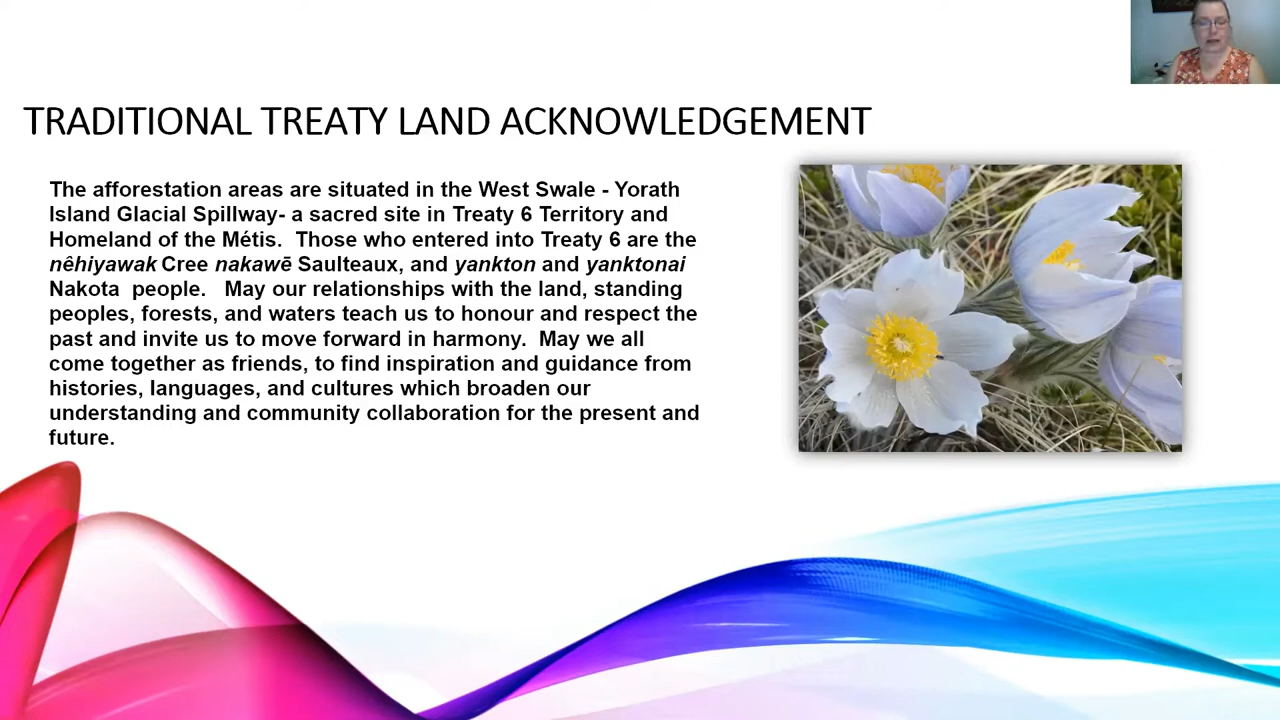 TRADITIONAL TREATY LAND ACKNOWLEDGEMENT
The afforestation areas are situated in the West Swale - Yorath
Island Glacial Spillway- a sacred site in Treaty 6 Territory and
Homeland of the Métis.  Those who entered into Treaty 6 are the
nêhiyawak Cree nakawē Saulteaux, and yankton and yanktonai
Nakota  people.   May our relationships with the land, standing
peoples, forests, and waters teach us to honour and respect the
past and invite us to move forward in harmony.  May we all
come together as friends, to find inspiration and guidance from
histories, languages, and cultures which broaden our
understanding and community collaboration for the present and
future.